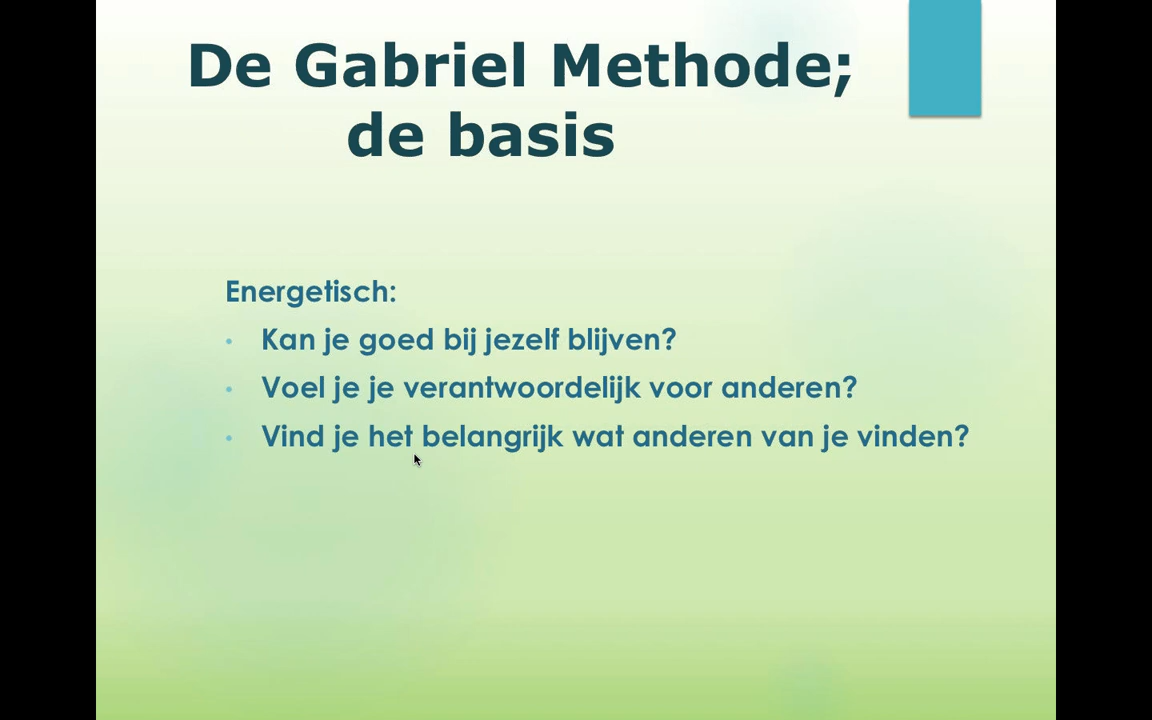 De Gabriel Methode;
de basis
Energetisch:
• Kan je goed bij jezelf blijven?
• Voel je je verantwoordelijk voor anderen?
• Vind je het belangrijk wat anderen van je vinden?